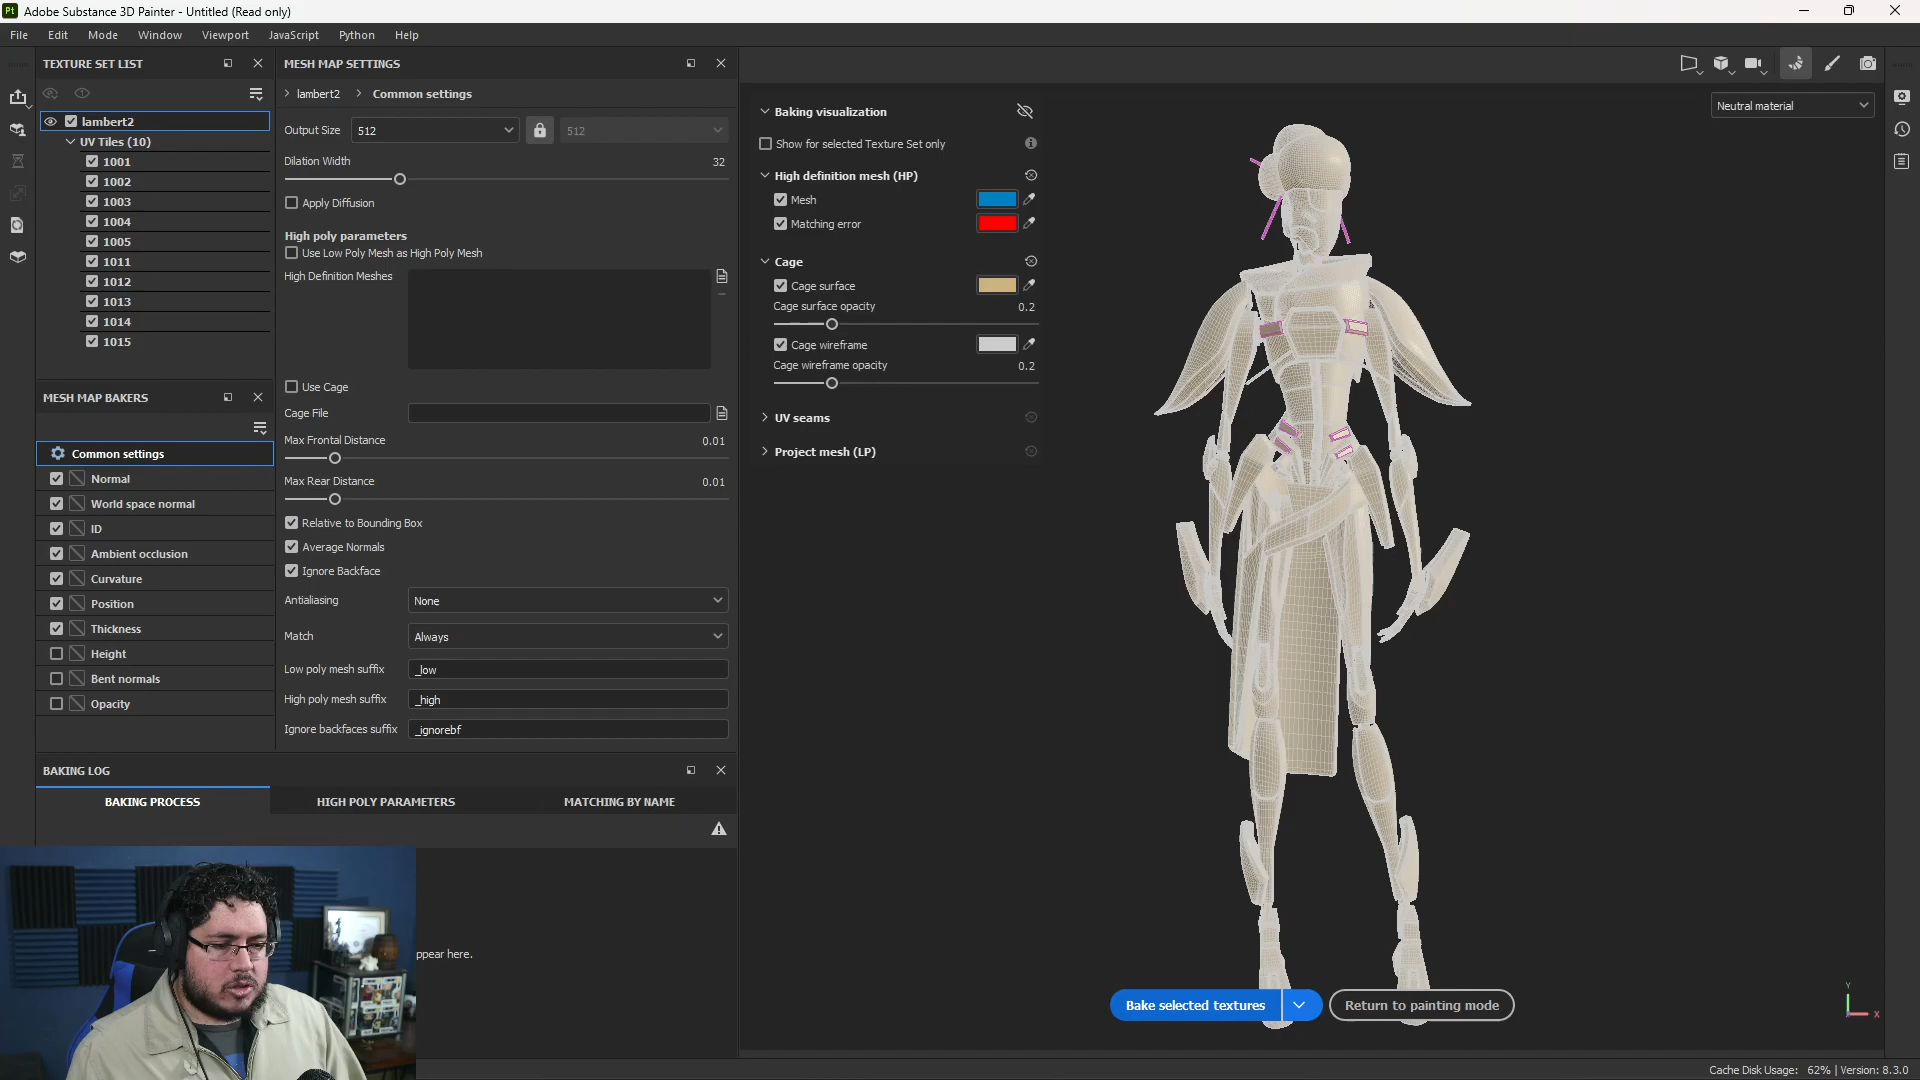 Pt Adobe Substance 3D Painter - Untitled (Read only)
File Edit Mode Window Viewport JavaScript Python Help
TEXTURE SET LIST
lambert2
UV Tiles (10)
1001
1002
1003
1004
1005
1011
1012
1013
1014
1015
MESH MAP BAKERS
Common settings
Normal
World space normal
ID
Ambient occlusion
Curvature
Position
Thickness
Height
Bent normals
Opacity
MESH MAP SETTINGS
lambert2 Common settings
Output Size 512 512
Dilation Width 32
Apply Diffusion
High poly parameters
Use Low Poly Mesh as High Poly Mesh
High Definition Meshes
Use Cage
Cage File
Max Frontal Distance 0.01
Max Rear Distance 0.01
Relative to Bounding Box
Average Normals
Ignore Backface
Antialiasing None
Match Always
Low poly mesh suffix _low
High poly mesh suffix _high
Ignore backfaces suffix _ignorebf
BAKING LOG
BAKING PROCESS HIGH POLY PARAMETERS MATCHING BY NAME
ppear here.
Baking visualization
Show for selected Texture Set only
High definition mesh (HP)
Mesh
Matching error
Cage
Cage surface
Cage surface opacity 0.2
Cage wireframe
Cage wireframe opacity 0.2
UV seams
Project mesh (LP)
Neutral material
Bake selected textures Return to painting mode
Y
X
Cache Disk Usage: 62% | Version: 8.3.0